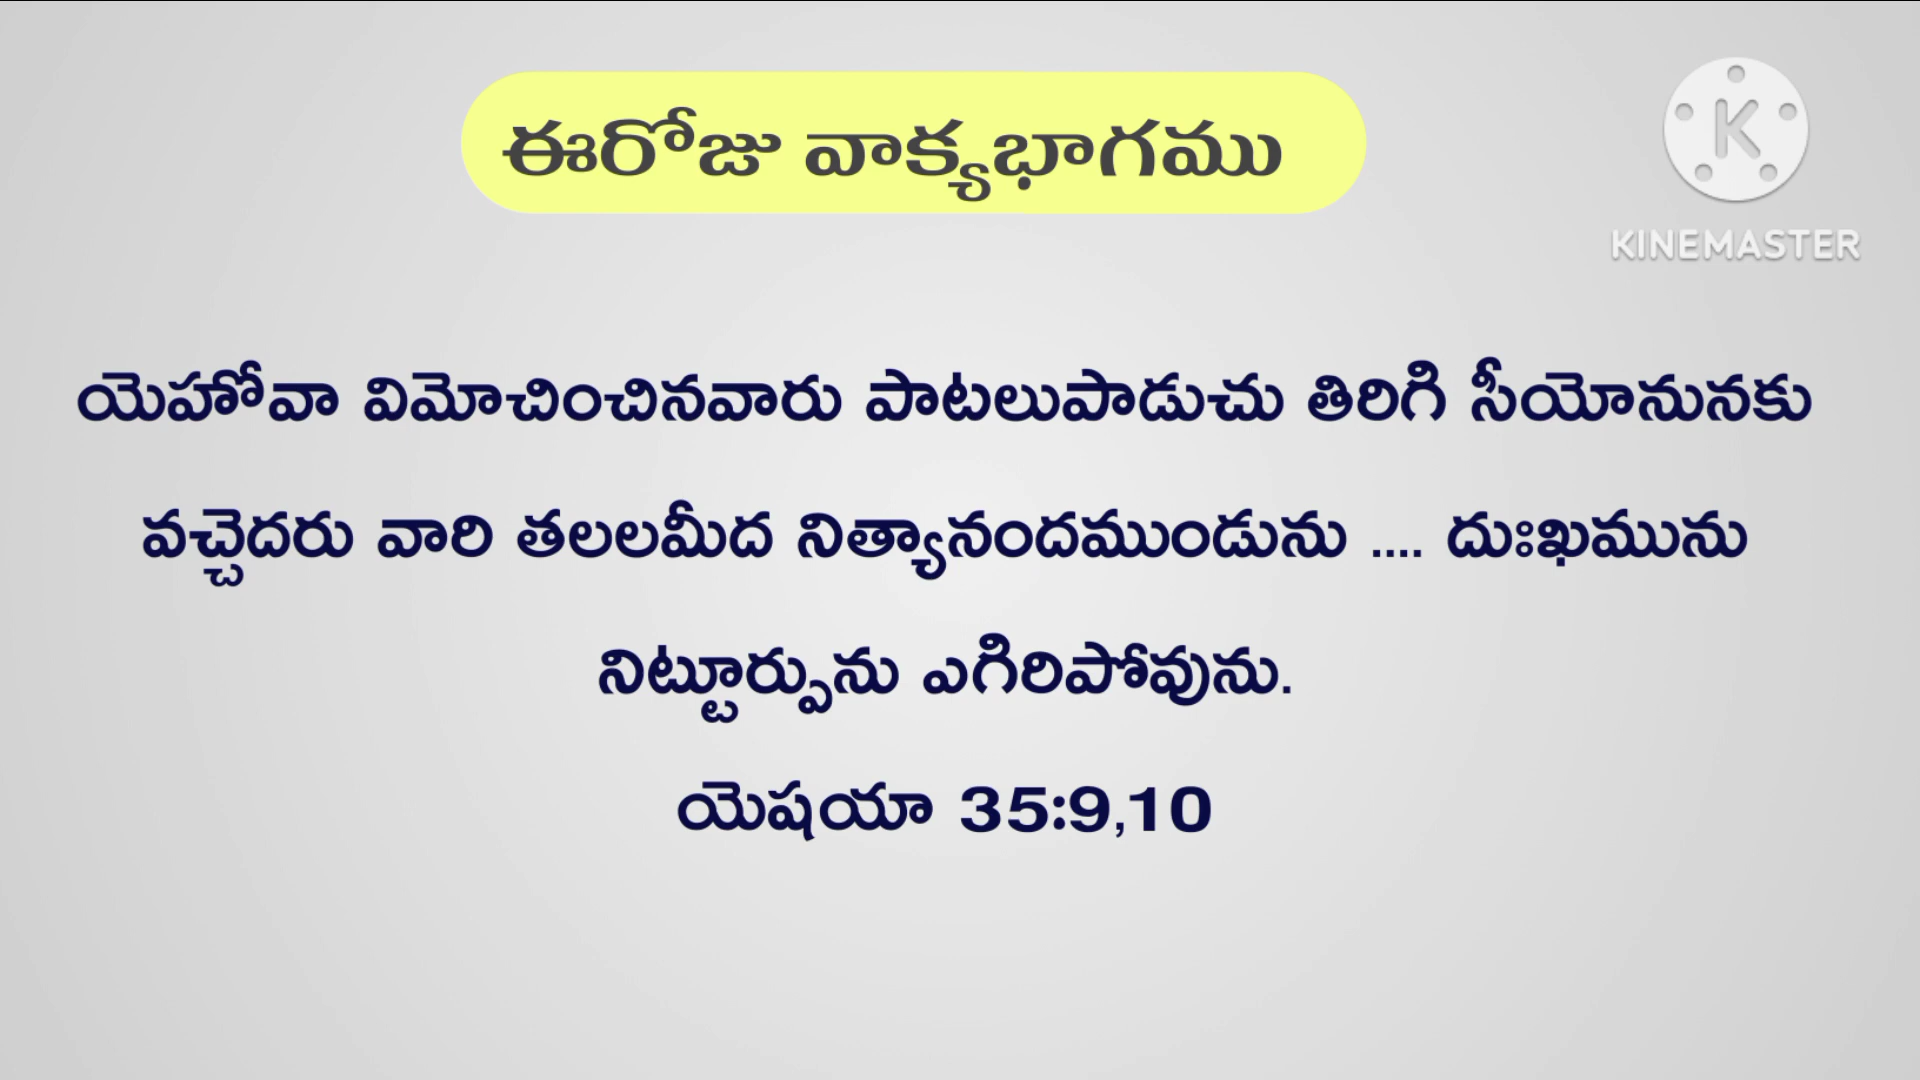 ఈరోజు వాక్యభాగము
KINEMASTER
యెహోవా విమోచించినవారు పాటలుపాడుచు తిరిగి సీయోనునకు
వచ్చెదరు వారి తలలమీద నిత్యానందముండును .... దుఃఖమును
నిట్టూర్పును ఎగిరిపోవును.
యెషయా 35:9,10